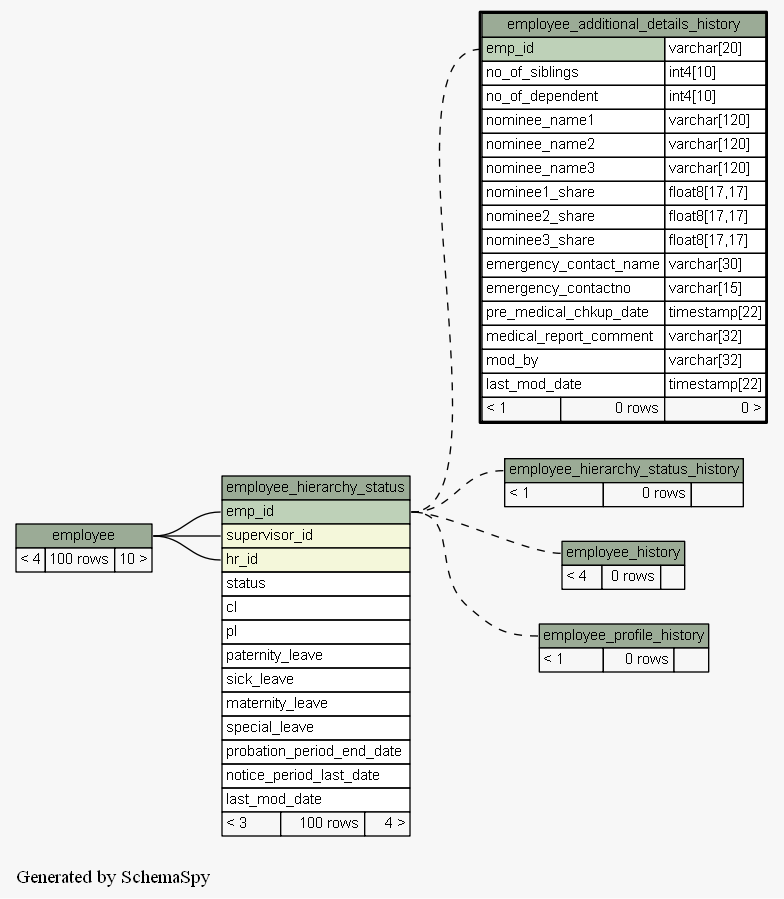 employee_additional_details_history
emp_id varchar[20]
no_of_siblings int4[10]
no_of_dependent int4[10]
nominee_name1 varchar[120]
nominee_name2 varchar[120]
nominee_name3 varchar[120]
nominee1_share float8[17,17]
nominee2_share float8[17,17]
nominee3_share float8[17,17]
emergency_contact_name varchar[30]
emergency_contactno varchar[15]
pre_medical_chkup_date timestamp[22]
medical_report_comment varchar[32]
mod_by varchar[32]
last_mod_date timestamp[22]
< 1 0 rows 0 >
employee_hierarchy_status_history
< 1 0 rows
employee_hierarchy_status
emp_id
supervisor_id
hr_id
status
cl
pl
paternity_leave
sick_leave
maternity_leave
special_leave
probation_period_end_date
notice_period_last_date
last_mod_date
< 3 100 rows 4 >
employee
< 4 100 rows 10 >
employee_history
< 4 0 rows
employee_profile_history
< 1 0 rows
Generated by SchemaSpy